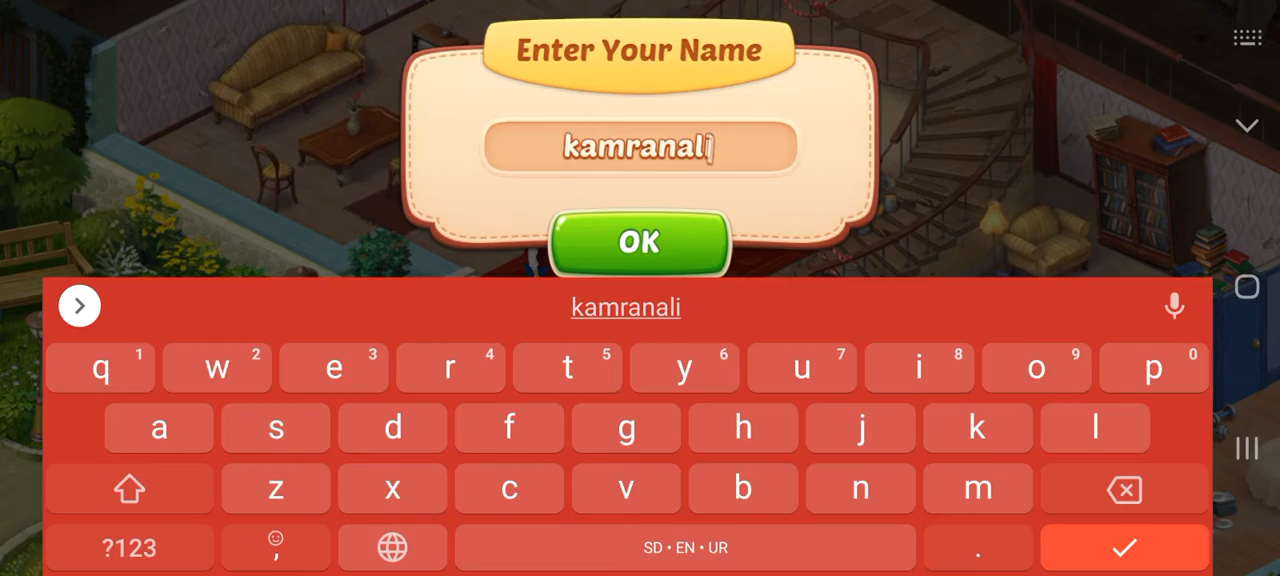 Enter Your Name
kamranali
OK
kamranali
q 1 w 2 e 3 r 4 t 5 y 6 u 7 i 8 o 9 p 0
a s d f g h j k l
z x c v b n m
?123 , SD • EN • UR .